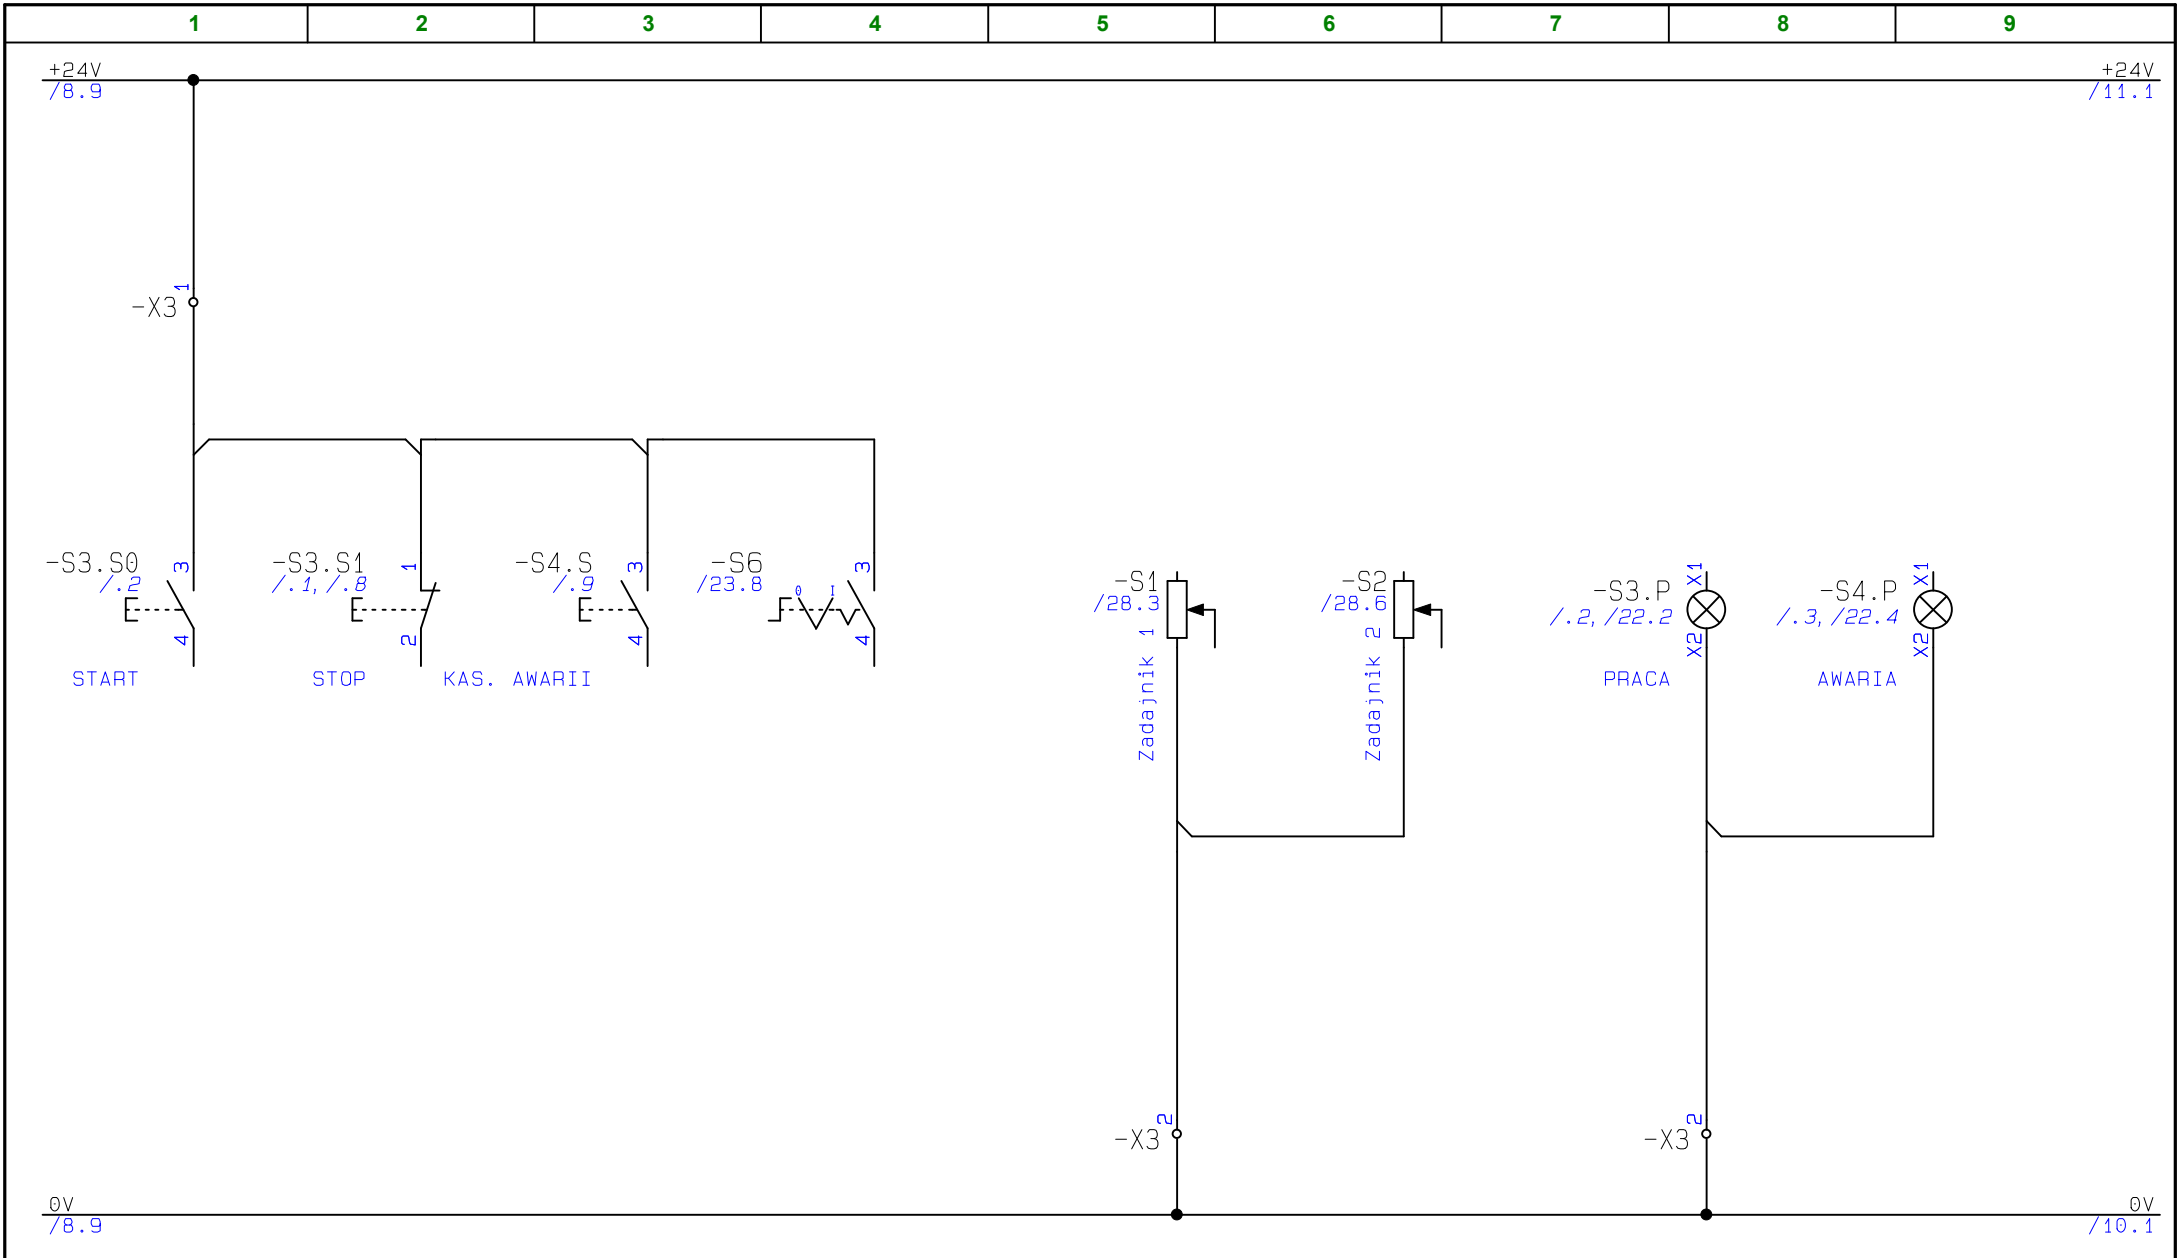 1 2 3 4 5 6 7 8 9
+24V +24V
/8.9 /11.1
1
-X3
-S3.S0 3
/.2
4
START
-S3.S1 1
/.1,/.8
2
STOP
-S4.S 3
/.9
4
KAS. AWARII
-S6 3
/23.8
0 I
4
-S1
/28.3
Zadajnik 1
-S2
/28.6
Zadajnik 2
-S3.P X1
/.2,/22.2
X2
PRACA
-S4.P X1
/.3,/22.4
X2
AWARIA
2
-X3
2
-X3
0V 0V
/8.9 /10.1